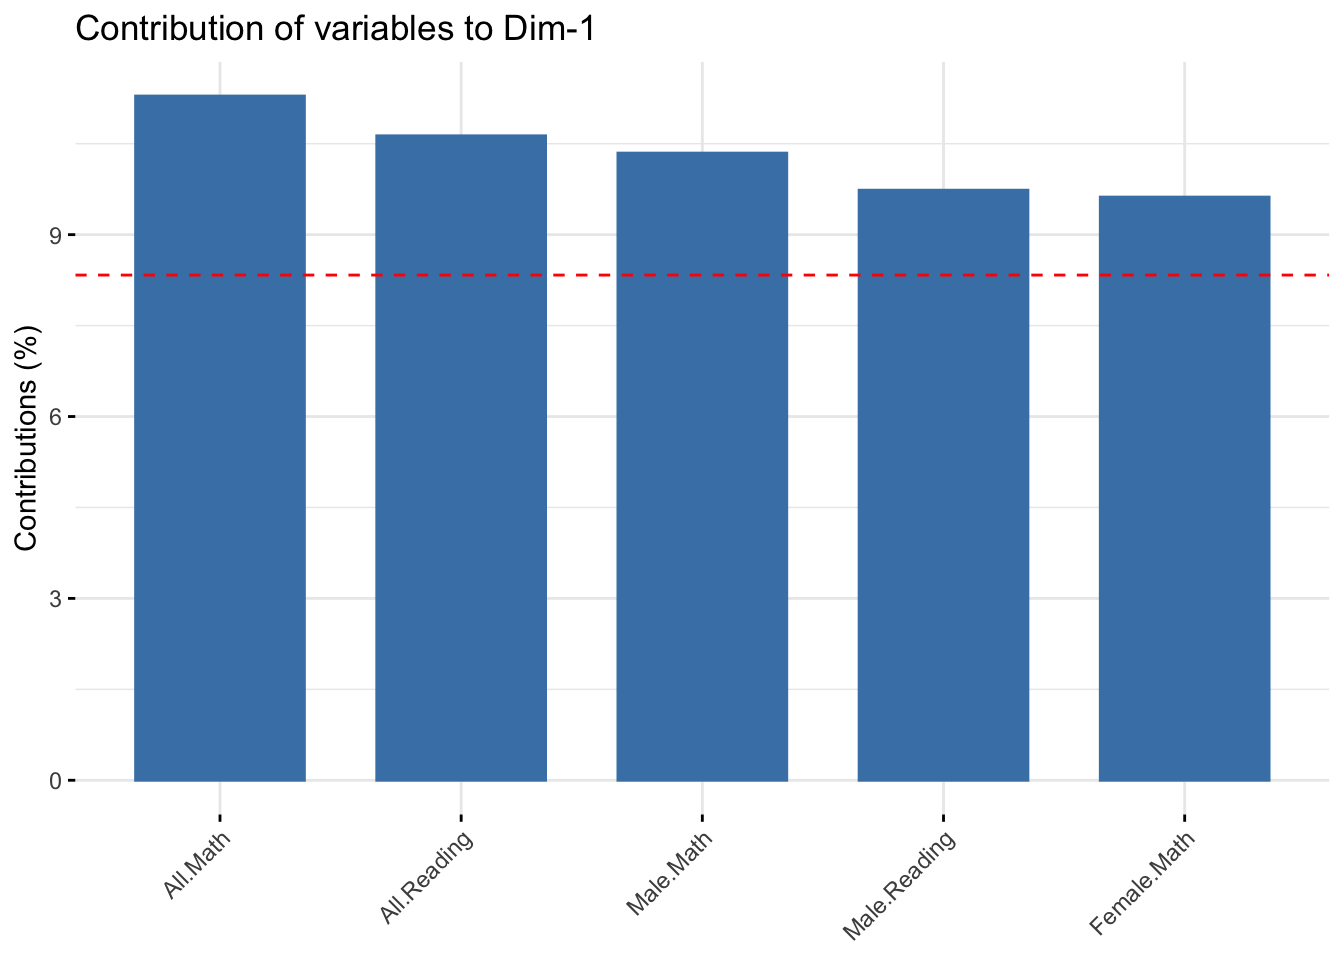 Contribution of variables to Dim-1
Contributions (%)
9
6
3
0
All.Math
All.Reading
Male.Math
Male.Reading
Female.Math